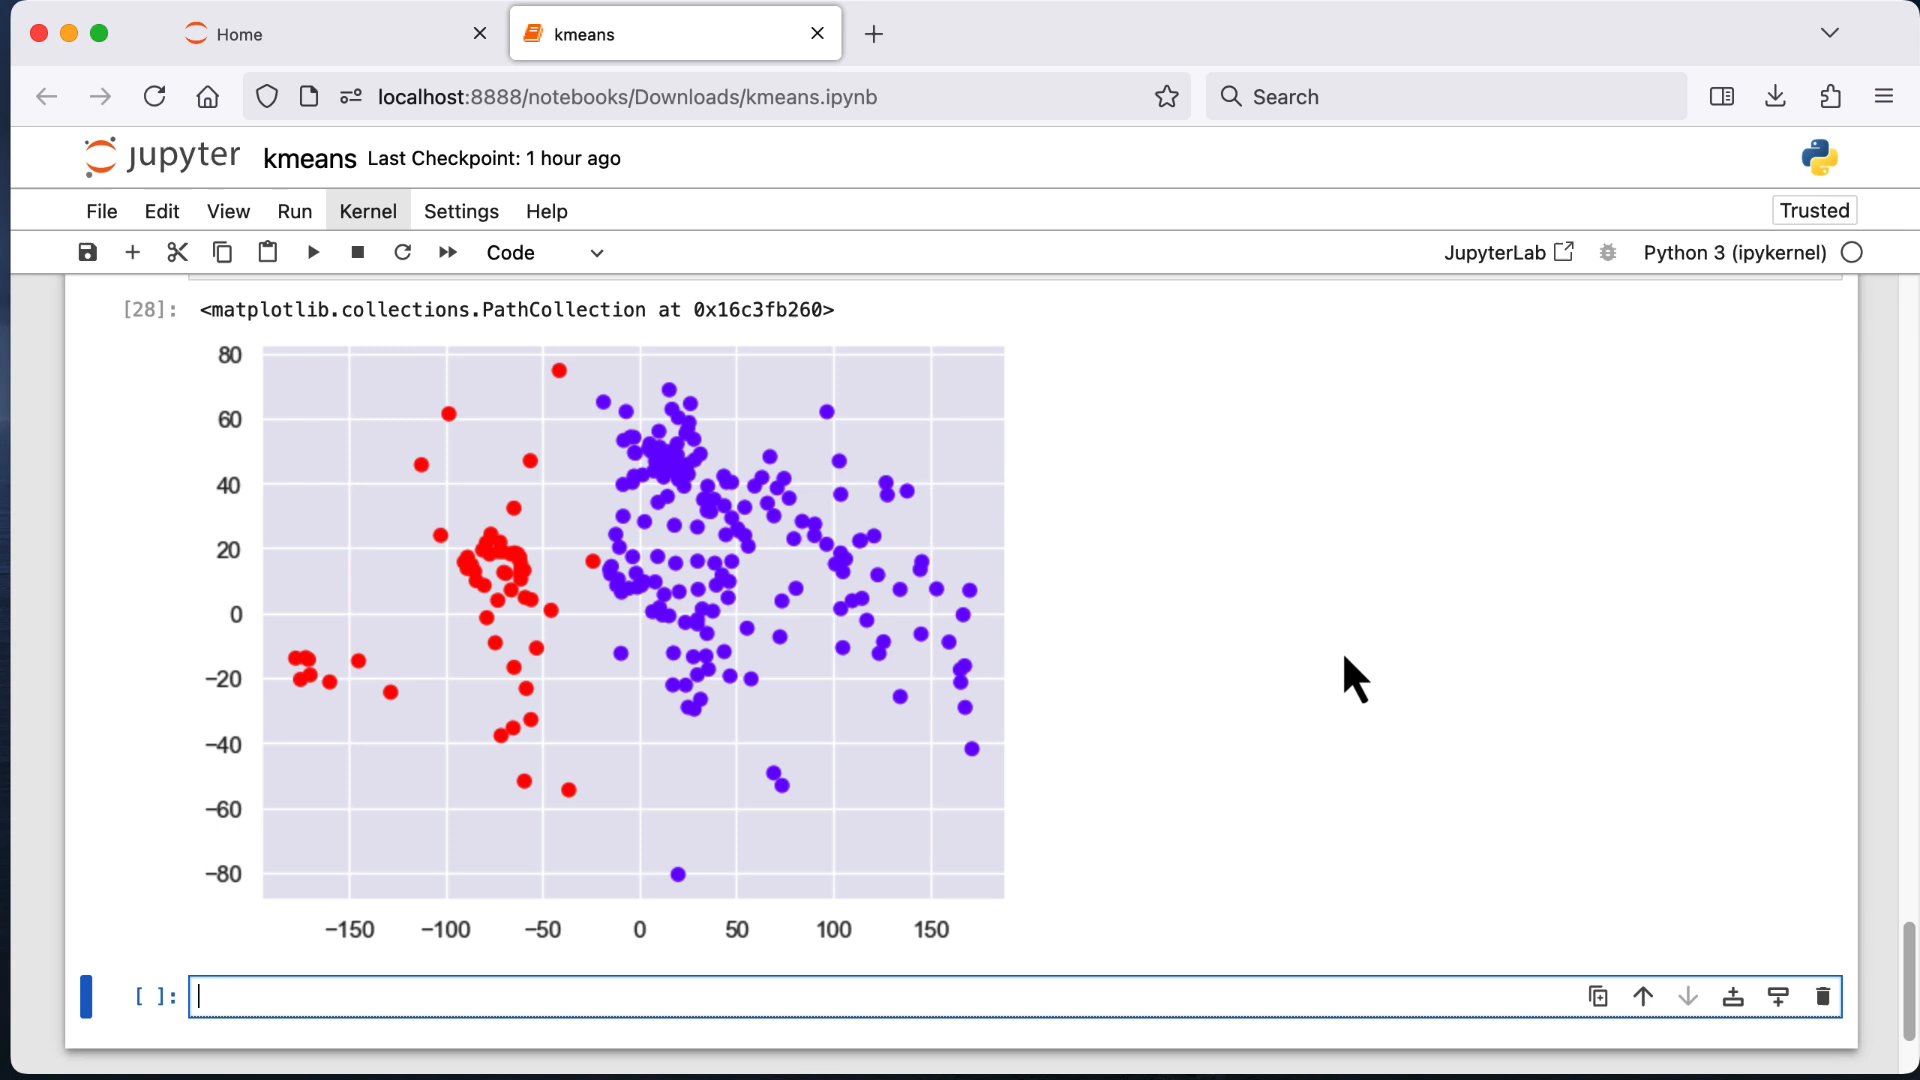 Home
kmeans
localhost:8888/notebooks/Downloads/kmeans.ipynb
Search
jupyter kmeans Last Checkpoint: 1 hour ago
File Edit View Run Kernel Settings Help
Trusted
Code
JupyterLab
Python 3 (ipykernel)
[28]: <matplotlib.collections.PathCollection at 0x16c3fb260>
80
60
40
20
0
−20
−40
−60
−80
−150 −100 −50 0 50 100 150
[ ]: